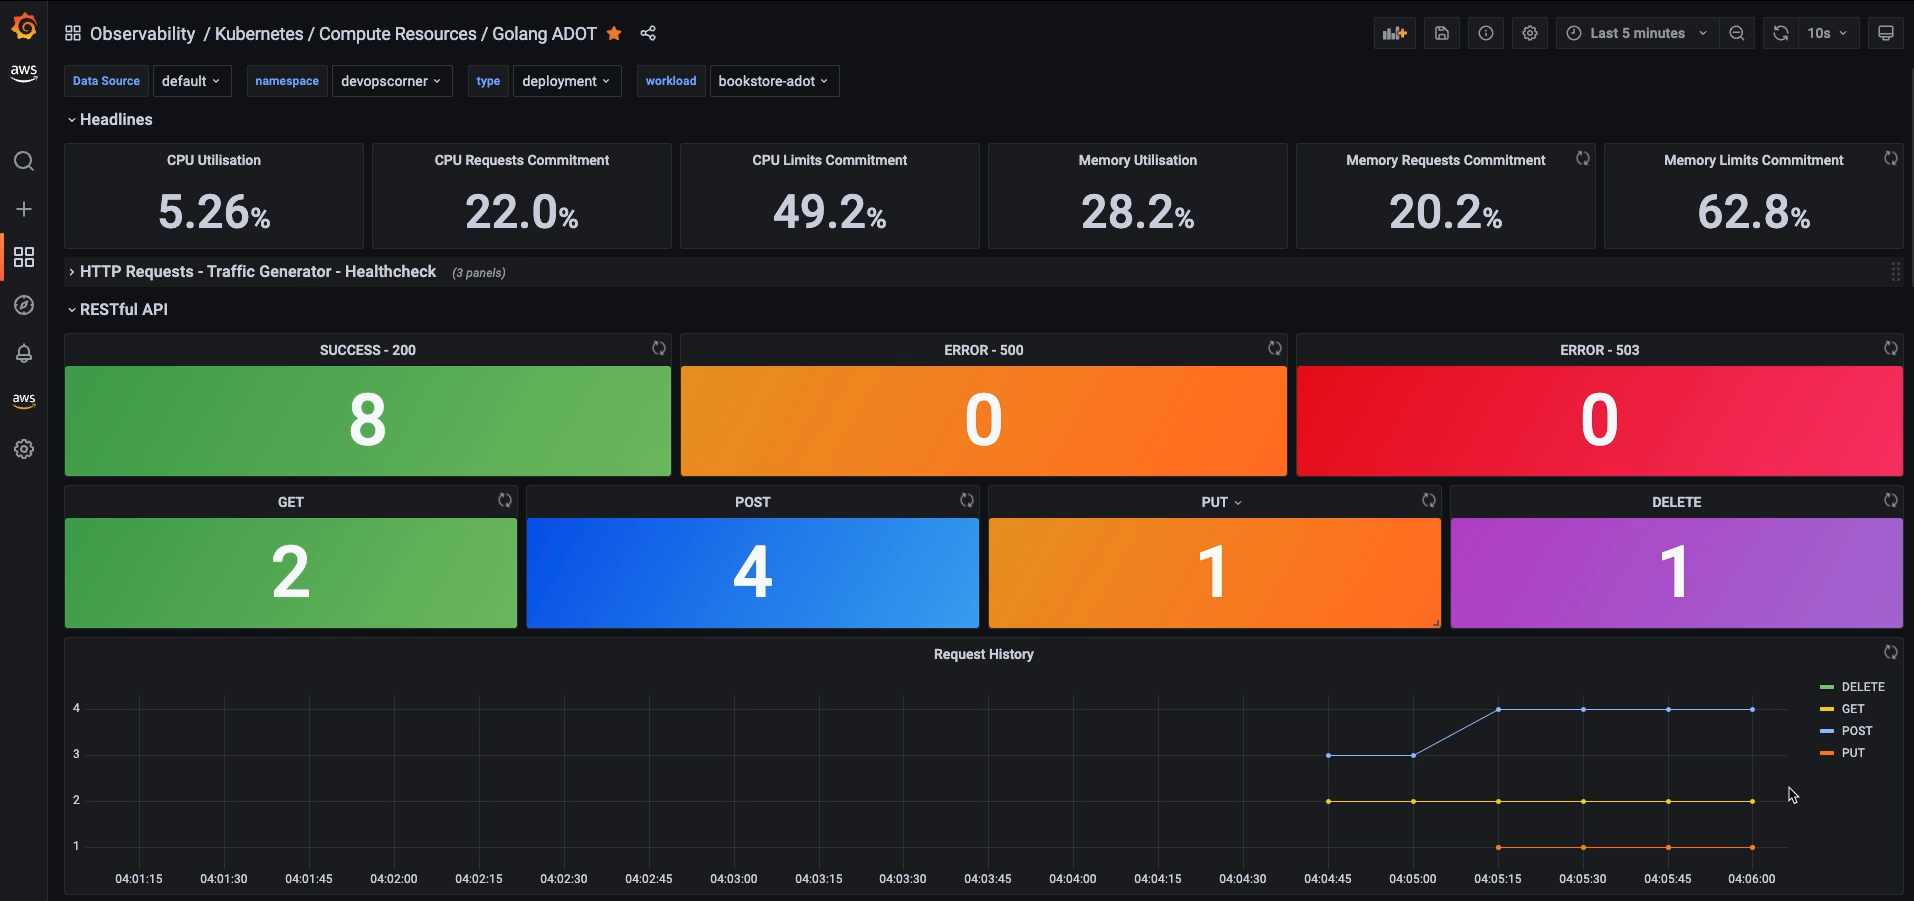 Observability / Kubernetes / Compute Resources / Golang ADOT
Last 5 minutes
10s
aws
Data Source default namespace devopscorner type deployment workload bookstore-adot
Headlines
CPU Utilisation
5.26%
CPU Requests Commitment
22.0%
CPU Limits Commitment
49.2%
Memory Utilisation
28.2%
Memory Requests Commitment
20.2%
Memory Limits Commitment
62.8%
HTTP Requests - Traffic Generator - Healthcheck (3 panels)
RESTful API
SUCCESS - 200
8
ERROR - 500
0
ERROR - 503
0
aws
GET
2
POST
4
PUT
1
DELETE
1
Request History
4
3
2
1
04:01:15 04:01:30 04:01:45 04:02:00 04:02:15 04:02:30 04:02:45 04:03:00 04:03:15 04:03:30 04:03:45 04:04:00 04:04:15 04:04:30 04:04:45 04:05:00 04:05:15 04:05:30 04:05:45 04:06:00
DELETE
GET
POST
PUT